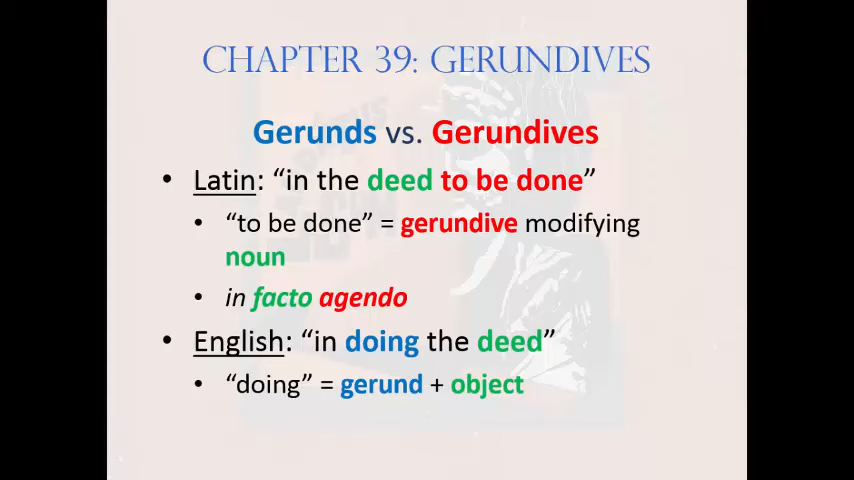 CHAPTER 39: GERUNDIVES
Gerunds vs. Gerundives
• Latin: “in the deed to be done”
• “to be done” = gerundive modifying
noun
• in facto agendo
• English: “in doing the deed”
• “doing” = gerund + object